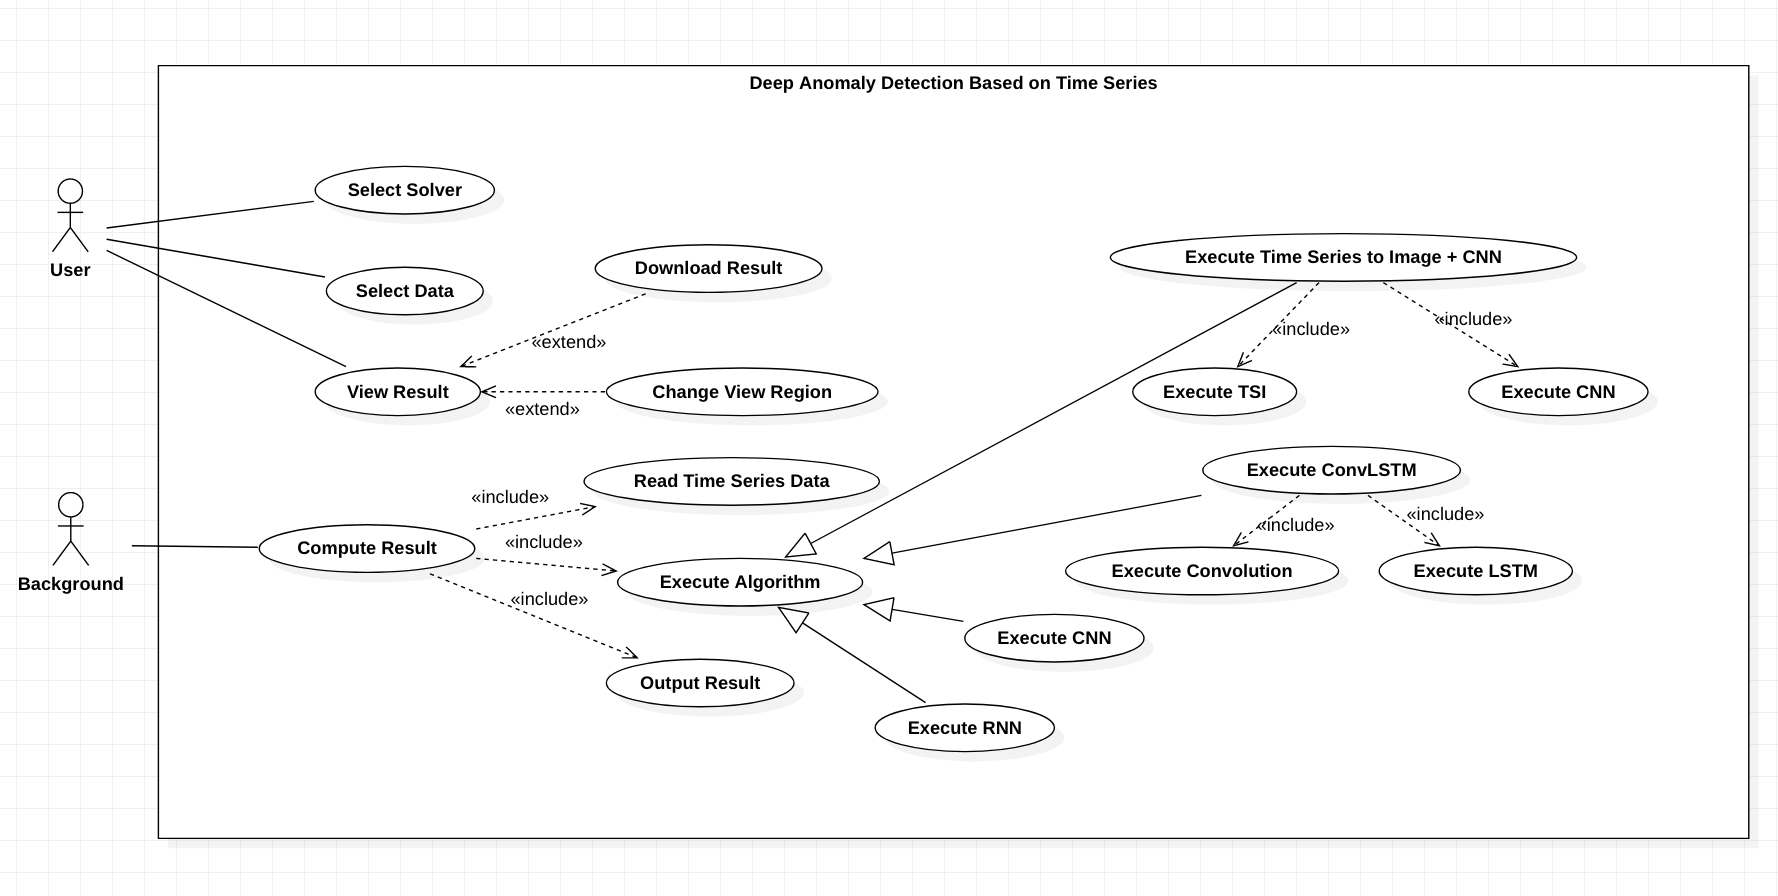 Deep Anomaly Detection Based on Time Series
Select Solver
User
Select Data
Download Result
«extend»
View Result
Change View Region
«extend»
Execute Time Series to Image + CNN
«include»
«include»
Execute TSI
Execute CNN
Background
Compute Result
«include»
Read Time Series Data
«include»
Execute Algorithm
«include»
Output Result
Execute ConvLSTM
«include»
«include»
Execute Convolution
Execute LSTM
Execute CNN
Execute RNN